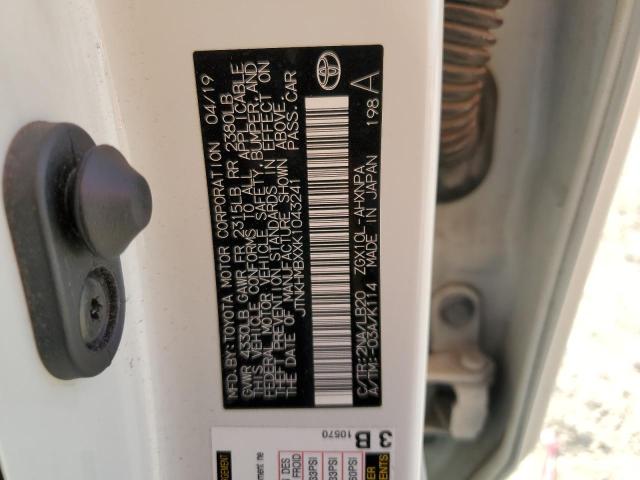 MFD. BY: TOYOTA MOTOR CORPORATION 04/19
GVWR 4330LB GAWR FR 2315LB RR 2380LB
THIS VEHICLE CONFORMS TO ALL APPLICABLE
FEDERAL MOTOR VEHICLE SAFETY, BUMPER, AND
THEFT PREVENTION STANDARDS IN EFFECT ON
THE DATE OF MANUFACTURE SHOWN ABOVE.
JTNKHMBXXK1043241 PASS. CAR
C/TR: 2NA/LB20 ZGX10L-AHXNPA
A/TM: -03A/K114 MADE IN JAPAN 198 A
3 B
10570